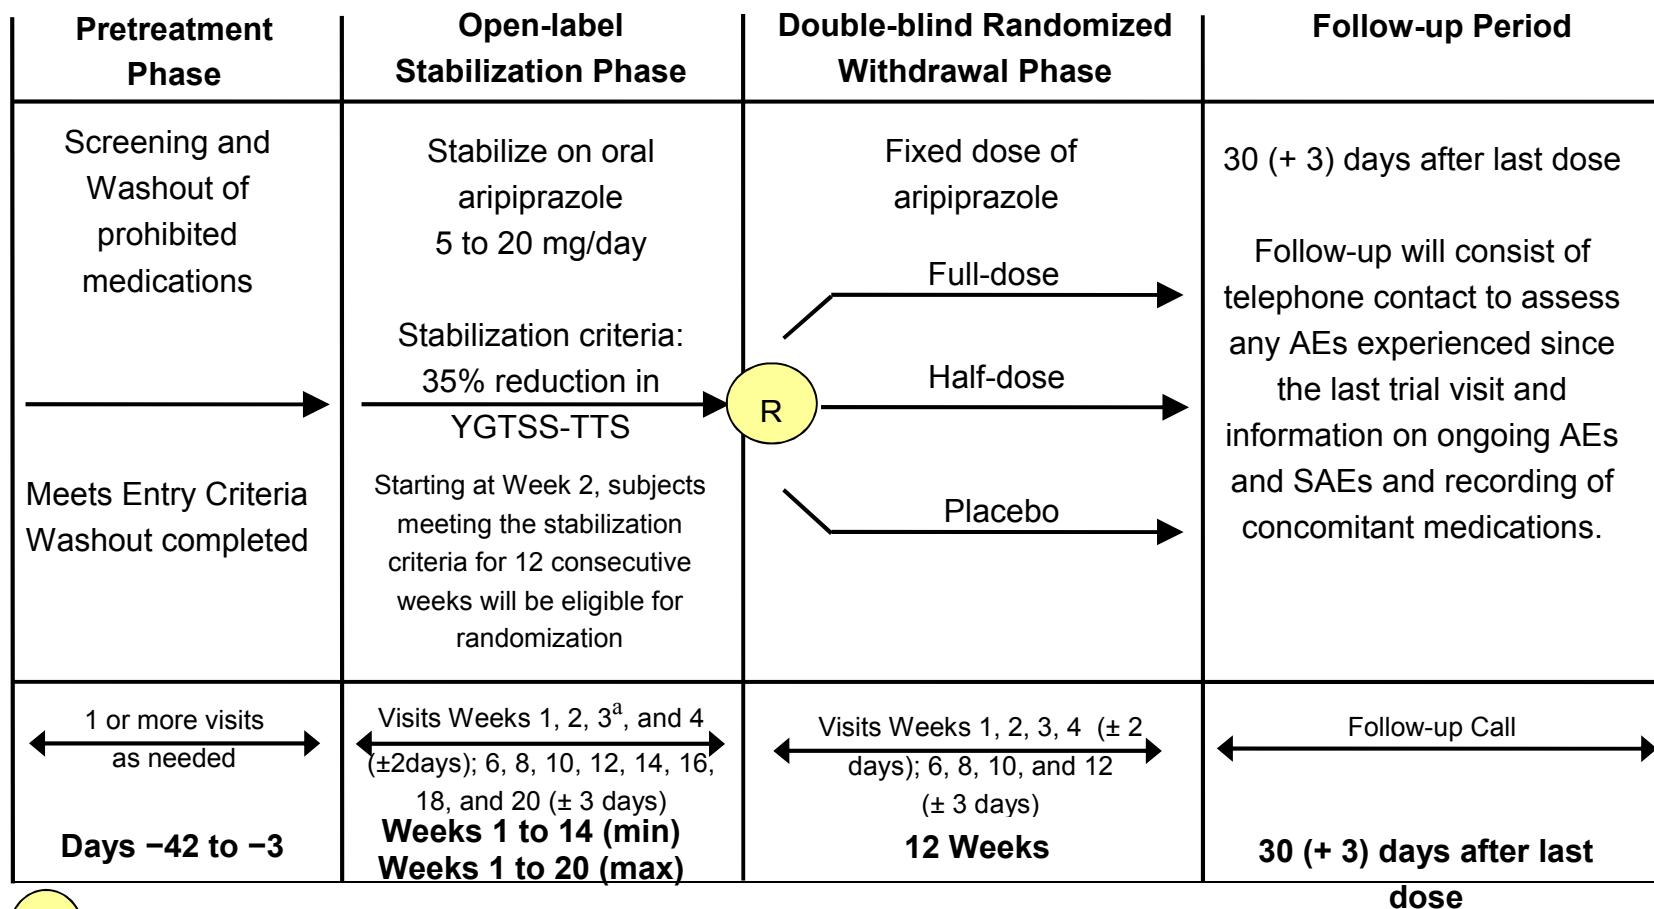 Pretreatment
Phase
Open-label
Stabilization Phase
Double-blind Randomized
Withdrawal Phase
Follow-up Period
Screening and
Washout of
prohibited
medications
Meets Entry Criteria
Washout completed
Stabilize on oral
aripiprazole
5 to 20 mg/day
Stabilization criteria:
35% reduction in
YGTSS-TTS
Starting at Week 2, subjects
meeting the stabilization
criteria for 12 consecutive
weeks will be eligible for
randomization
R
Fixed dose of
aripiprazole
Full-dose
Half-dose
Placebo
30 (+ 3) days after last dose
Follow-up will consist of
telephone contact to assess
any AEs experienced since
the last trial visit and
information on ongoing AEs
and SAEs and recording of
concomitant medications.
1 or more visits
as needed
Days −42 to −3
Visits Weeks 1, 2, 3a, and 4
(±2days); 6, 8, 10, 12, 14, 16,
18, and 20 (± 3 days)
Weeks 1 to 14 (min)
Weeks 1 to 20 (max)
Visits Weeks 1, 2, 3, 4 (± 2
days); 6, 8, 10, and 12
(± 3 days)
12 Weeks
Follow-up Call
30 (+ 3) days after last
dose